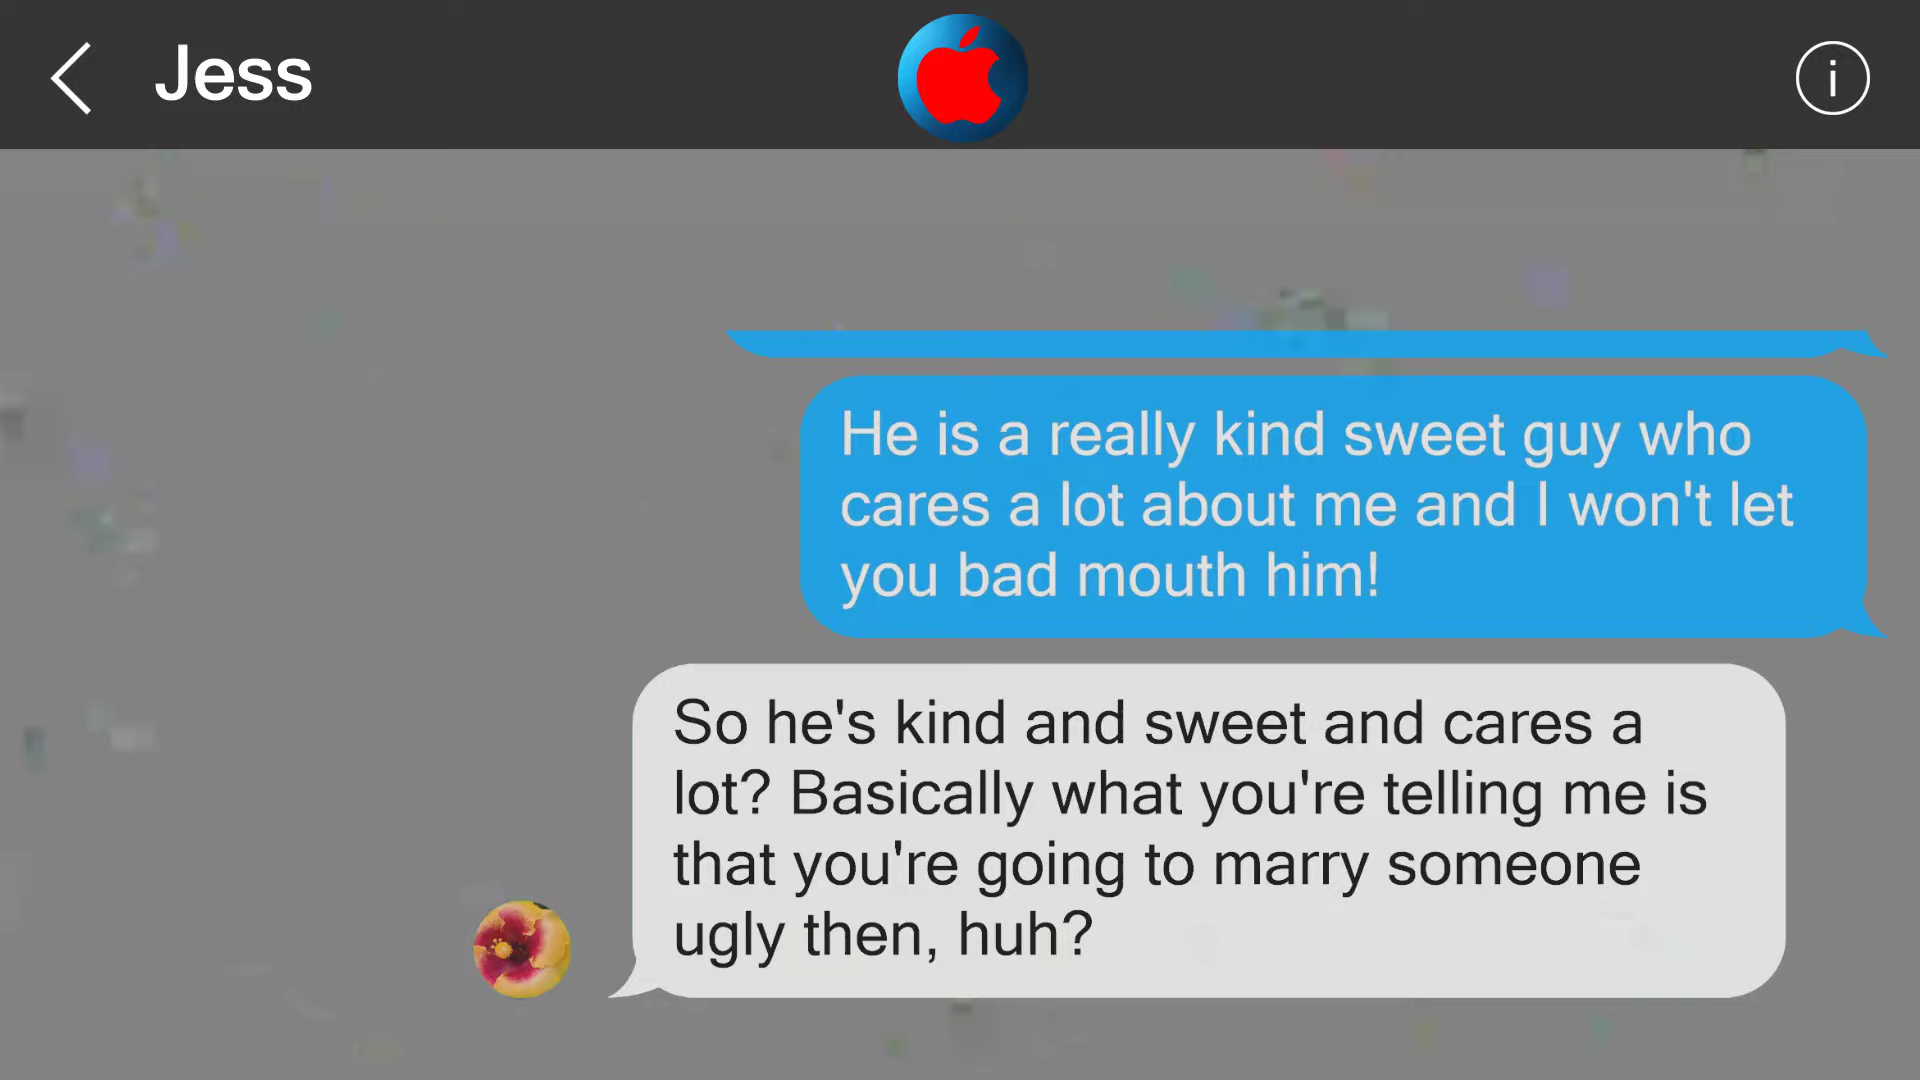 Jess
i
He is a really kind sweet guy who
cares a lot about me and I won't let
you bad mouth him!
So he's kind and sweet and cares a
lot? Basically what you're telling me is
that you're going to marry someone
ugly then, huh?